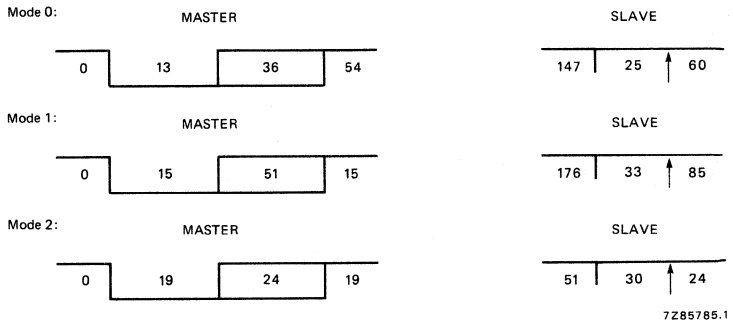 Mode 0:
MASTER
SLAVE
0 13 36 54
147 25 60
Mode 1:
MASTER
SLAVE
0 15 51 15
176 33 85
Mode 2:
MASTER
SLAVE
0 19 24 19
51 30 24
7Z85785.1